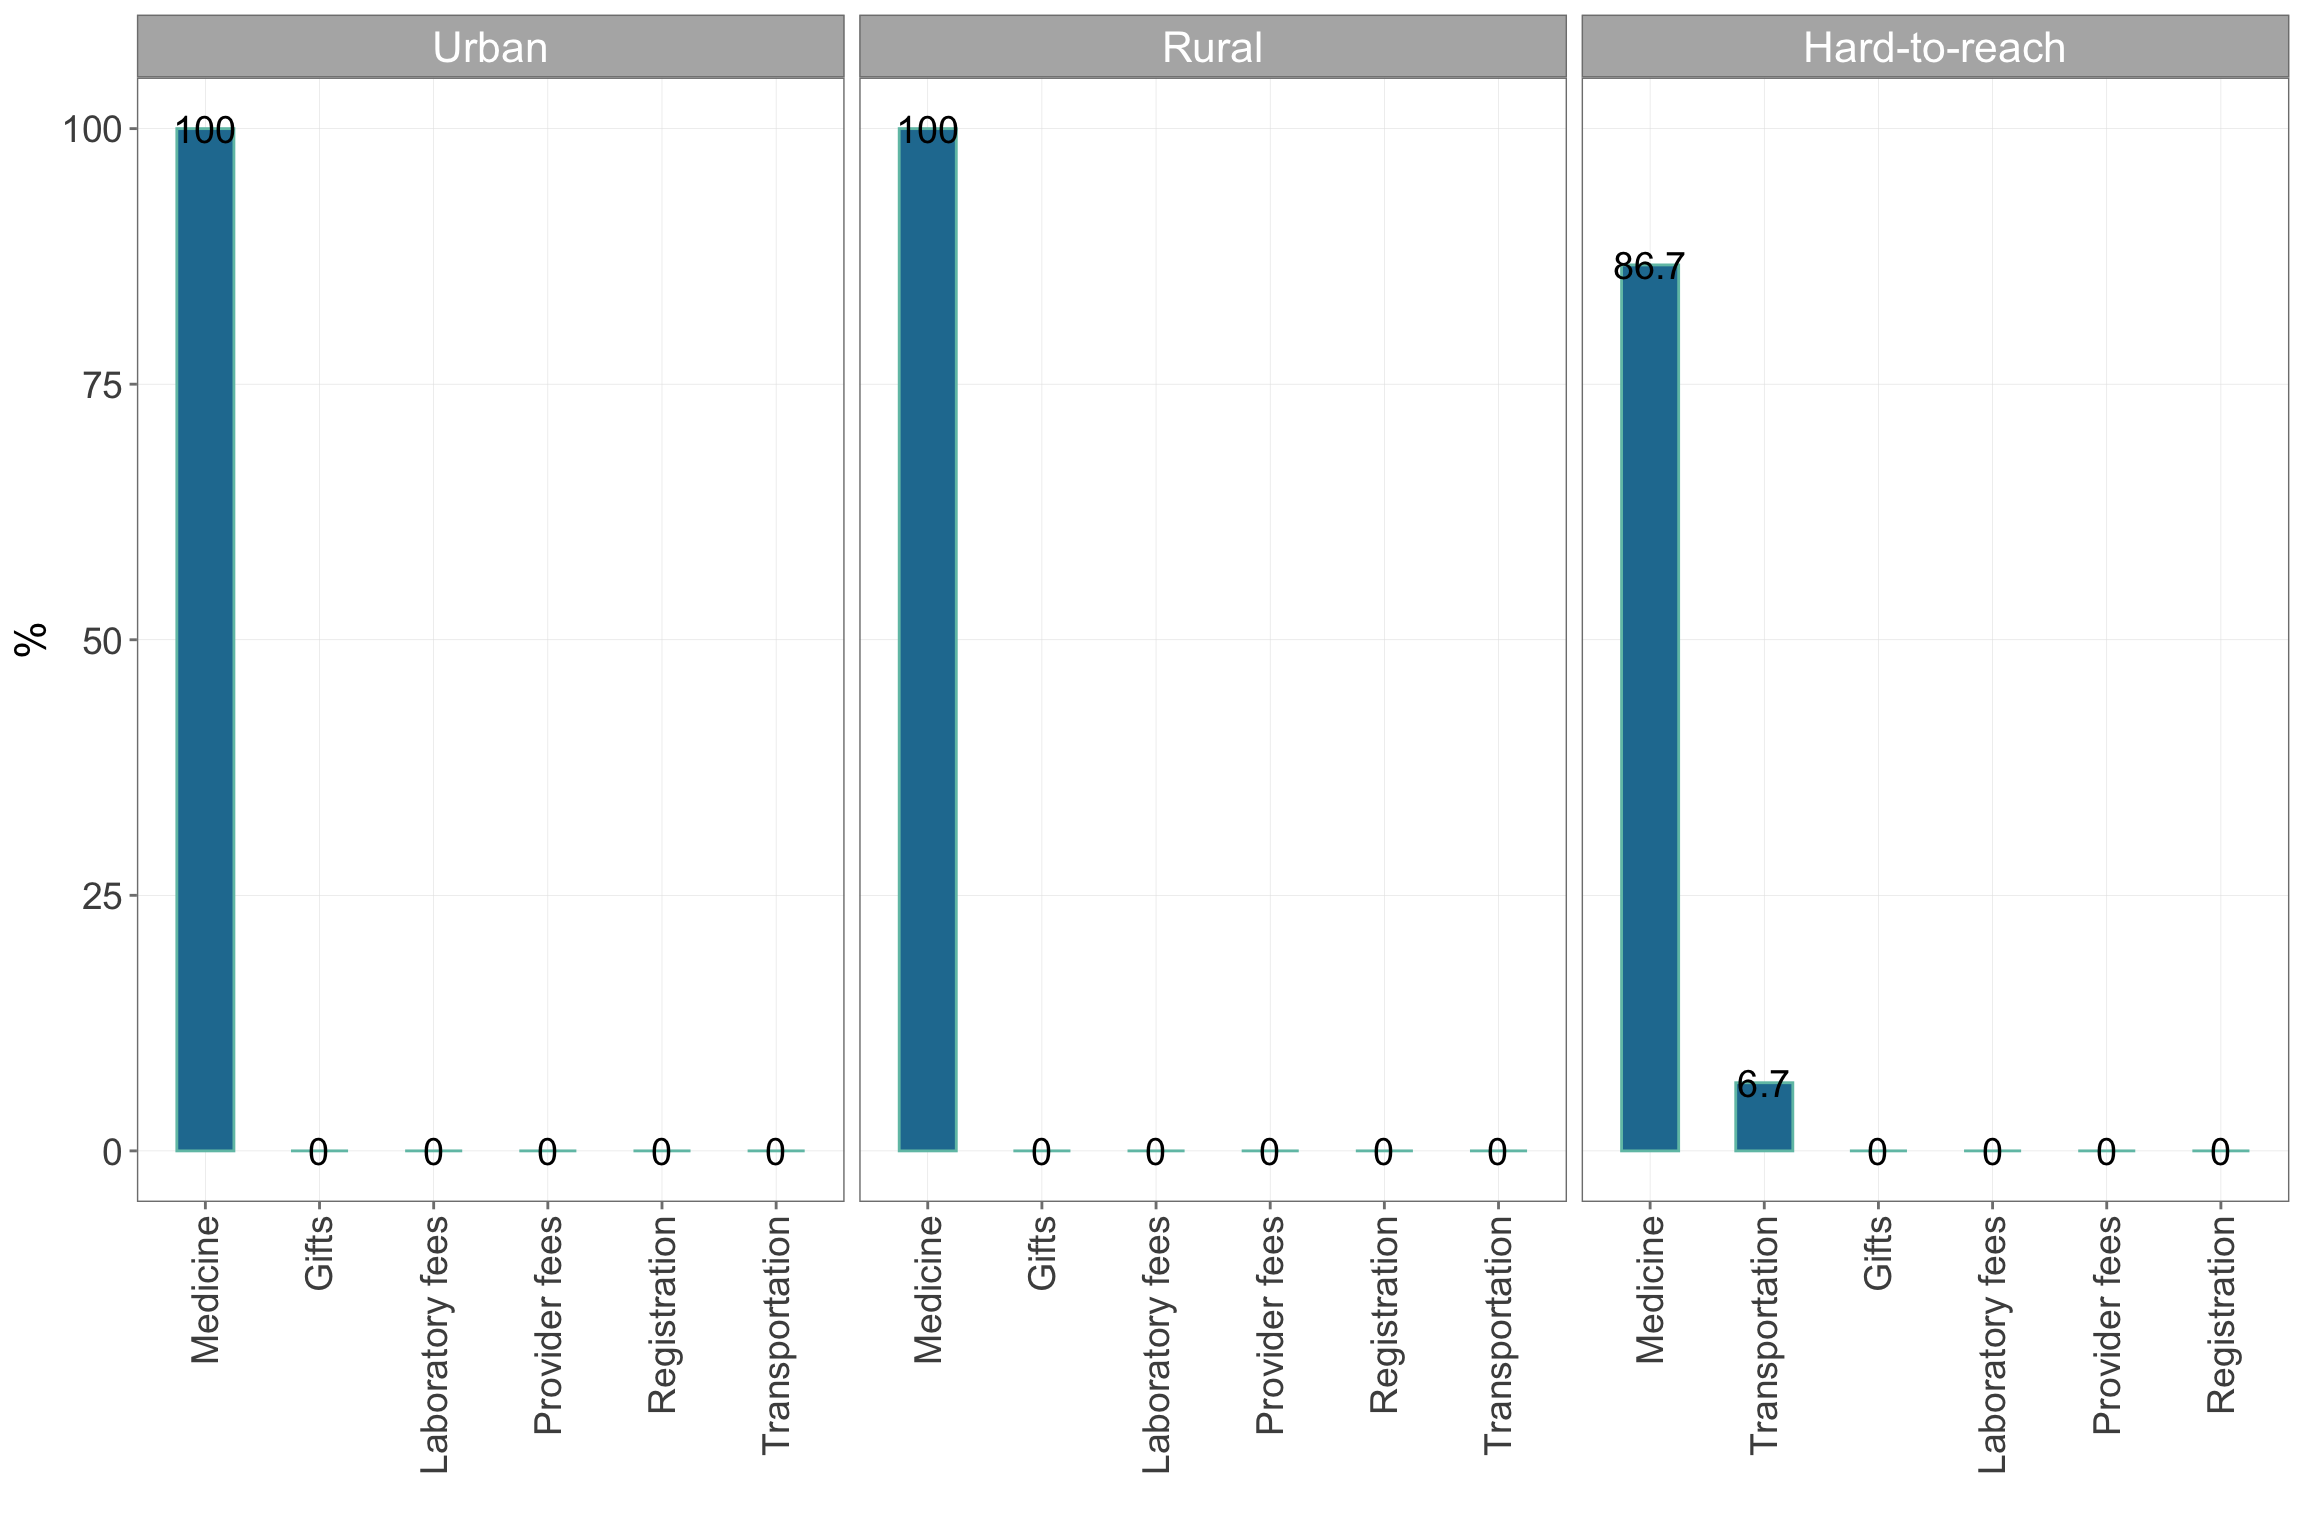 Urban
Rural
Hard-to-reach
%
100
75
50
25
0
100
0
0
0
0
0
100
0
0
0
0
0
86.7
6.7
0
0
0
0
Medicine
Gifts
Laboratory fees
Provider fees
Registration
Transportation
Medicine
Gifts
Laboratory fees
Provider fees
Registration
Transportation
Medicine
Transportation
Gifts
Laboratory fees
Provider fees
Registration